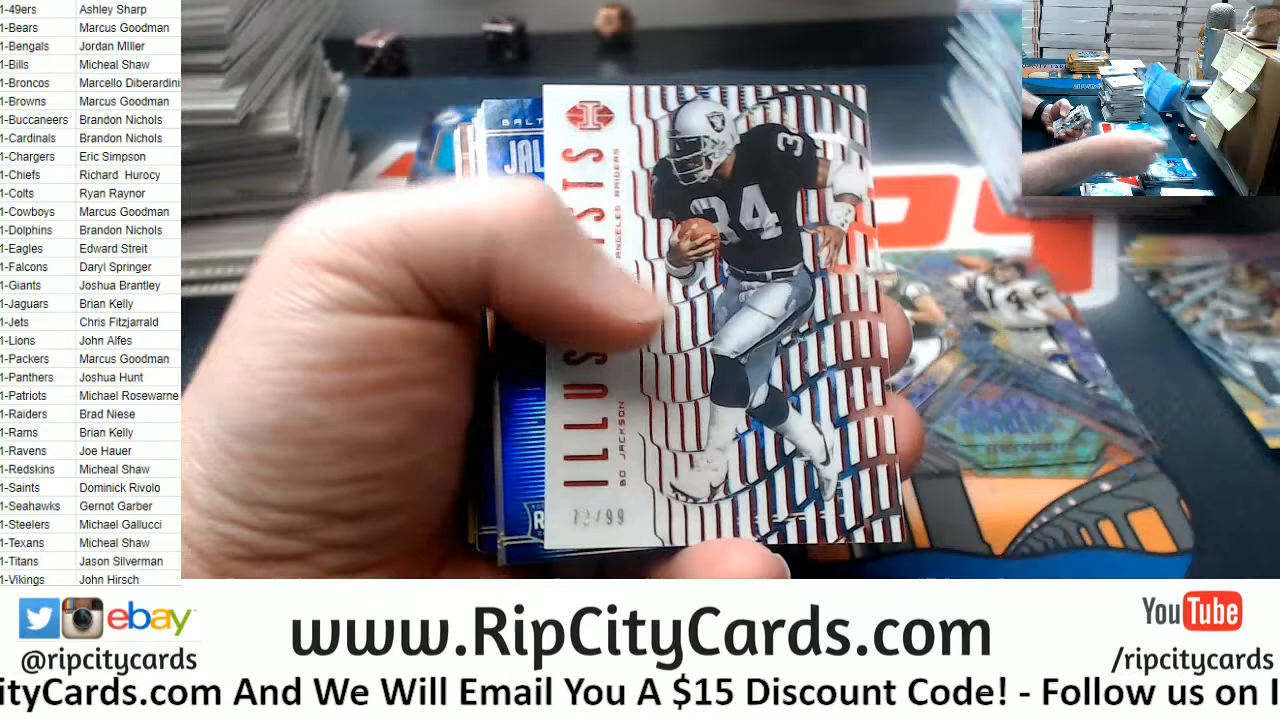 1-49ers Ashley Sharp
1-Bears Marcus Goodman
1-Bengals Jordan MIller
1-Bills Micheal Shaw
1-Broncos Marcello Diberardini
1-Browns Marcus Goodman
1-Buccaneers Brandon Nichols
1-Cardinals Brandon Nichols
1-Chargers Eric Simpson
1-Chiefs Richard Hurocy
1-Colts Ryan Raynor
1-Cowboys Marcus Goodman
1-Dolphins Brandon Nichols
1-Eagles Edward Streit
1-Falcons Daryl Springer
1-Giants Joshua Brantley
1-Jaguars Brian Kelly
1-Jets Chris Fitzjarrald
1-Lions John Alfes
1-Packers Marcus Goodman
1-Panthers Joshua Hunt
1-Patriots Michael Rosewarne
1-Raiders Brad Niese
1-Rams Brian Kelly
1-Ravens Joe Hauer
1-Redskins Micheal Shaw
1-Saints Dominick Rivolo
1-Seahawks Gernot Garber
1-Steelers Michael Gallucci
1-Texans Micheal Shaw
1-Titans Jason Silverman
1-Vikings John Hirsch
BALT
JAL
I
ILLUS ISTS
ANGELES RAIDERS
BO JACKSON
/99
34
3
R
ebay
@ripcitycards
www.RipCityCards.com
YouTube
/ripcitycards
ityCards.com And We Will Email You A $15 Discount Code! - Follow us on I